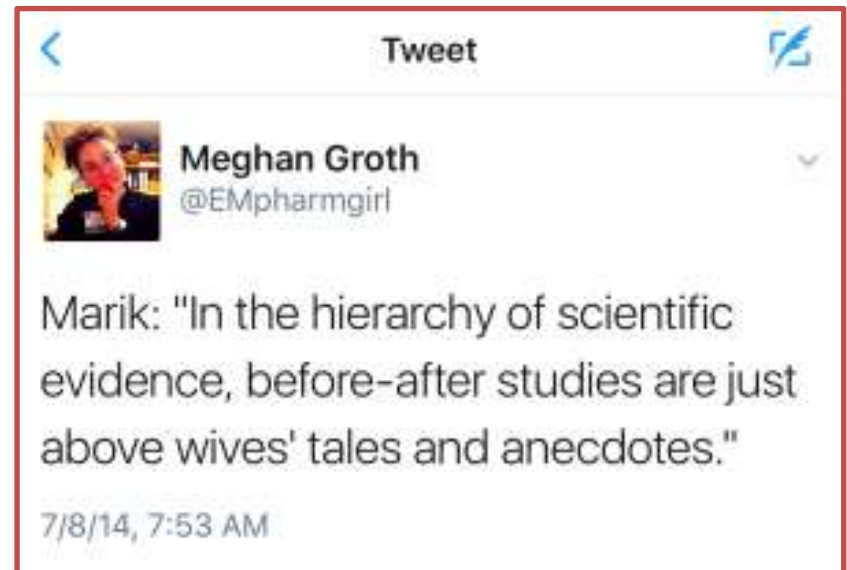 Tweet
Meghan Groth
@EMpharmgirl
Marik: "In the hierarchy of scientific
evidence, before-after studies are just
above wives' tales and anecdotes."
7/8/14, 7:53 AM